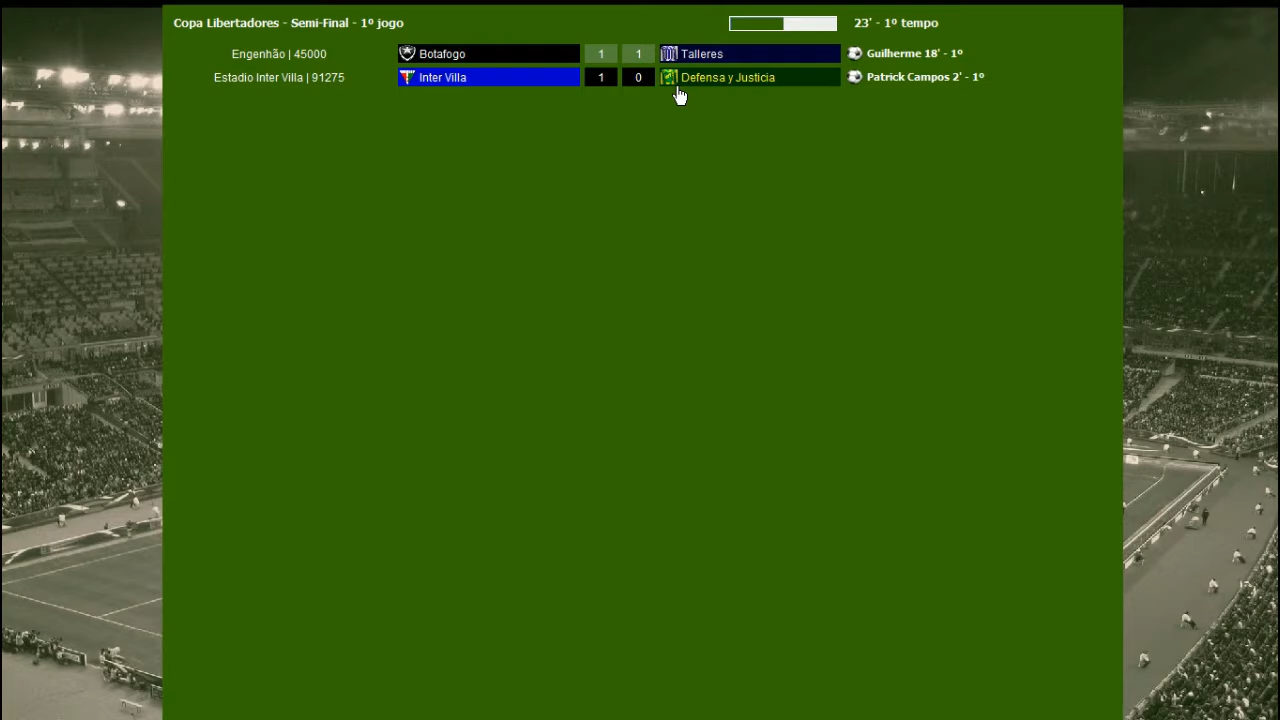 Copa Libertadores - Semi-Final - 1º jogo 23' - 1º tempo
Engenhão | 45000 Botafogo 1 1 Talleres Guilherme 18' - 1º
Estadio Inter Villa | 91275 Inter Villa 1 0 Defensa y Justicia Patrick Campos 2' - 1º